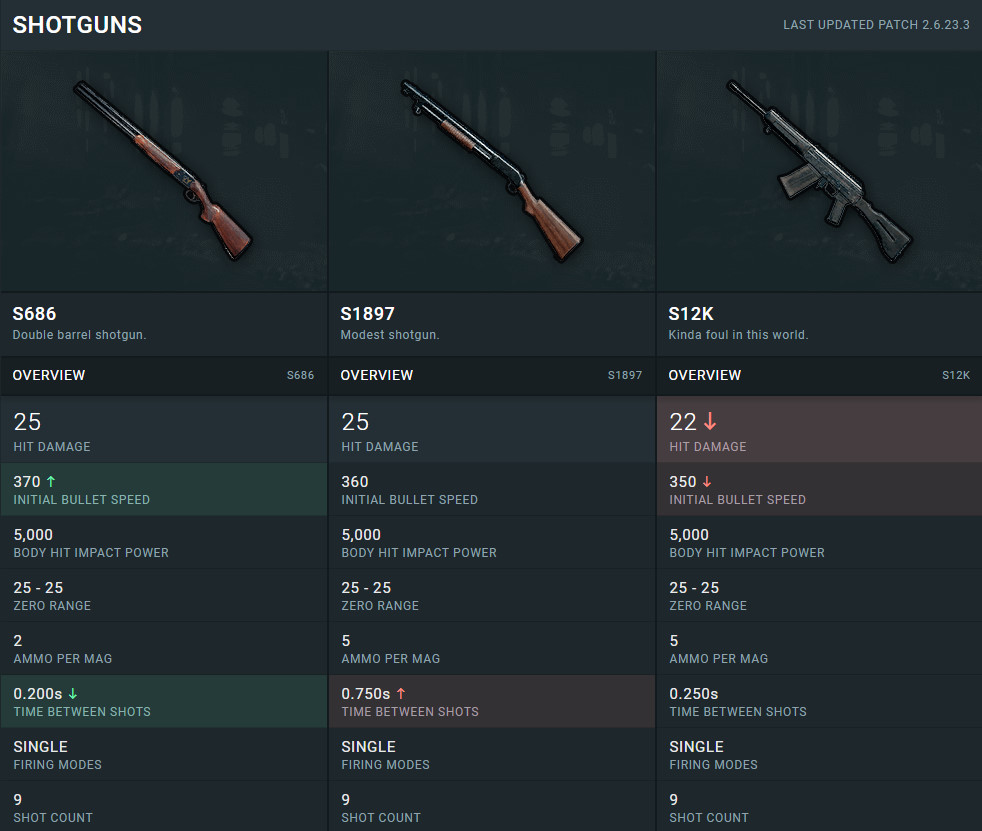 SHOTGUNS
LAST UPDATED PATCH 2.6.23.3
S686
Double barrel shotgun.
S1897
Modest shotgun.
S12K
Kinda foul in this world.
OVERVIEW S686
OVERVIEW S1897
OVERVIEW S12K
25
HIT DAMAGE
25
HIT DAMAGE
22 ↓
HIT DAMAGE
370 ↑
INITIAL BULLET SPEED
360
INITIAL BULLET SPEED
350 ↓
INITIAL BULLET SPEED
5,000
BODY HIT IMPACT POWER
5,000
BODY HIT IMPACT POWER
5,000
BODY HIT IMPACT POWER
25 - 25
ZERO RANGE
25 - 25
ZERO RANGE
25 - 25
ZERO RANGE
2
AMMO PER MAG
5
AMMO PER MAG
5
AMMO PER MAG
0.200s ↓
TIME BETWEEN SHOTS
0.750s ↑
TIME BETWEEN SHOTS
0.250s
TIME BETWEEN SHOTS
SINGLE
FIRING MODES
SINGLE
FIRING MODES
SINGLE
FIRING MODES
9
SHOT COUNT
9
SHOT COUNT
9
SHOT COUNT